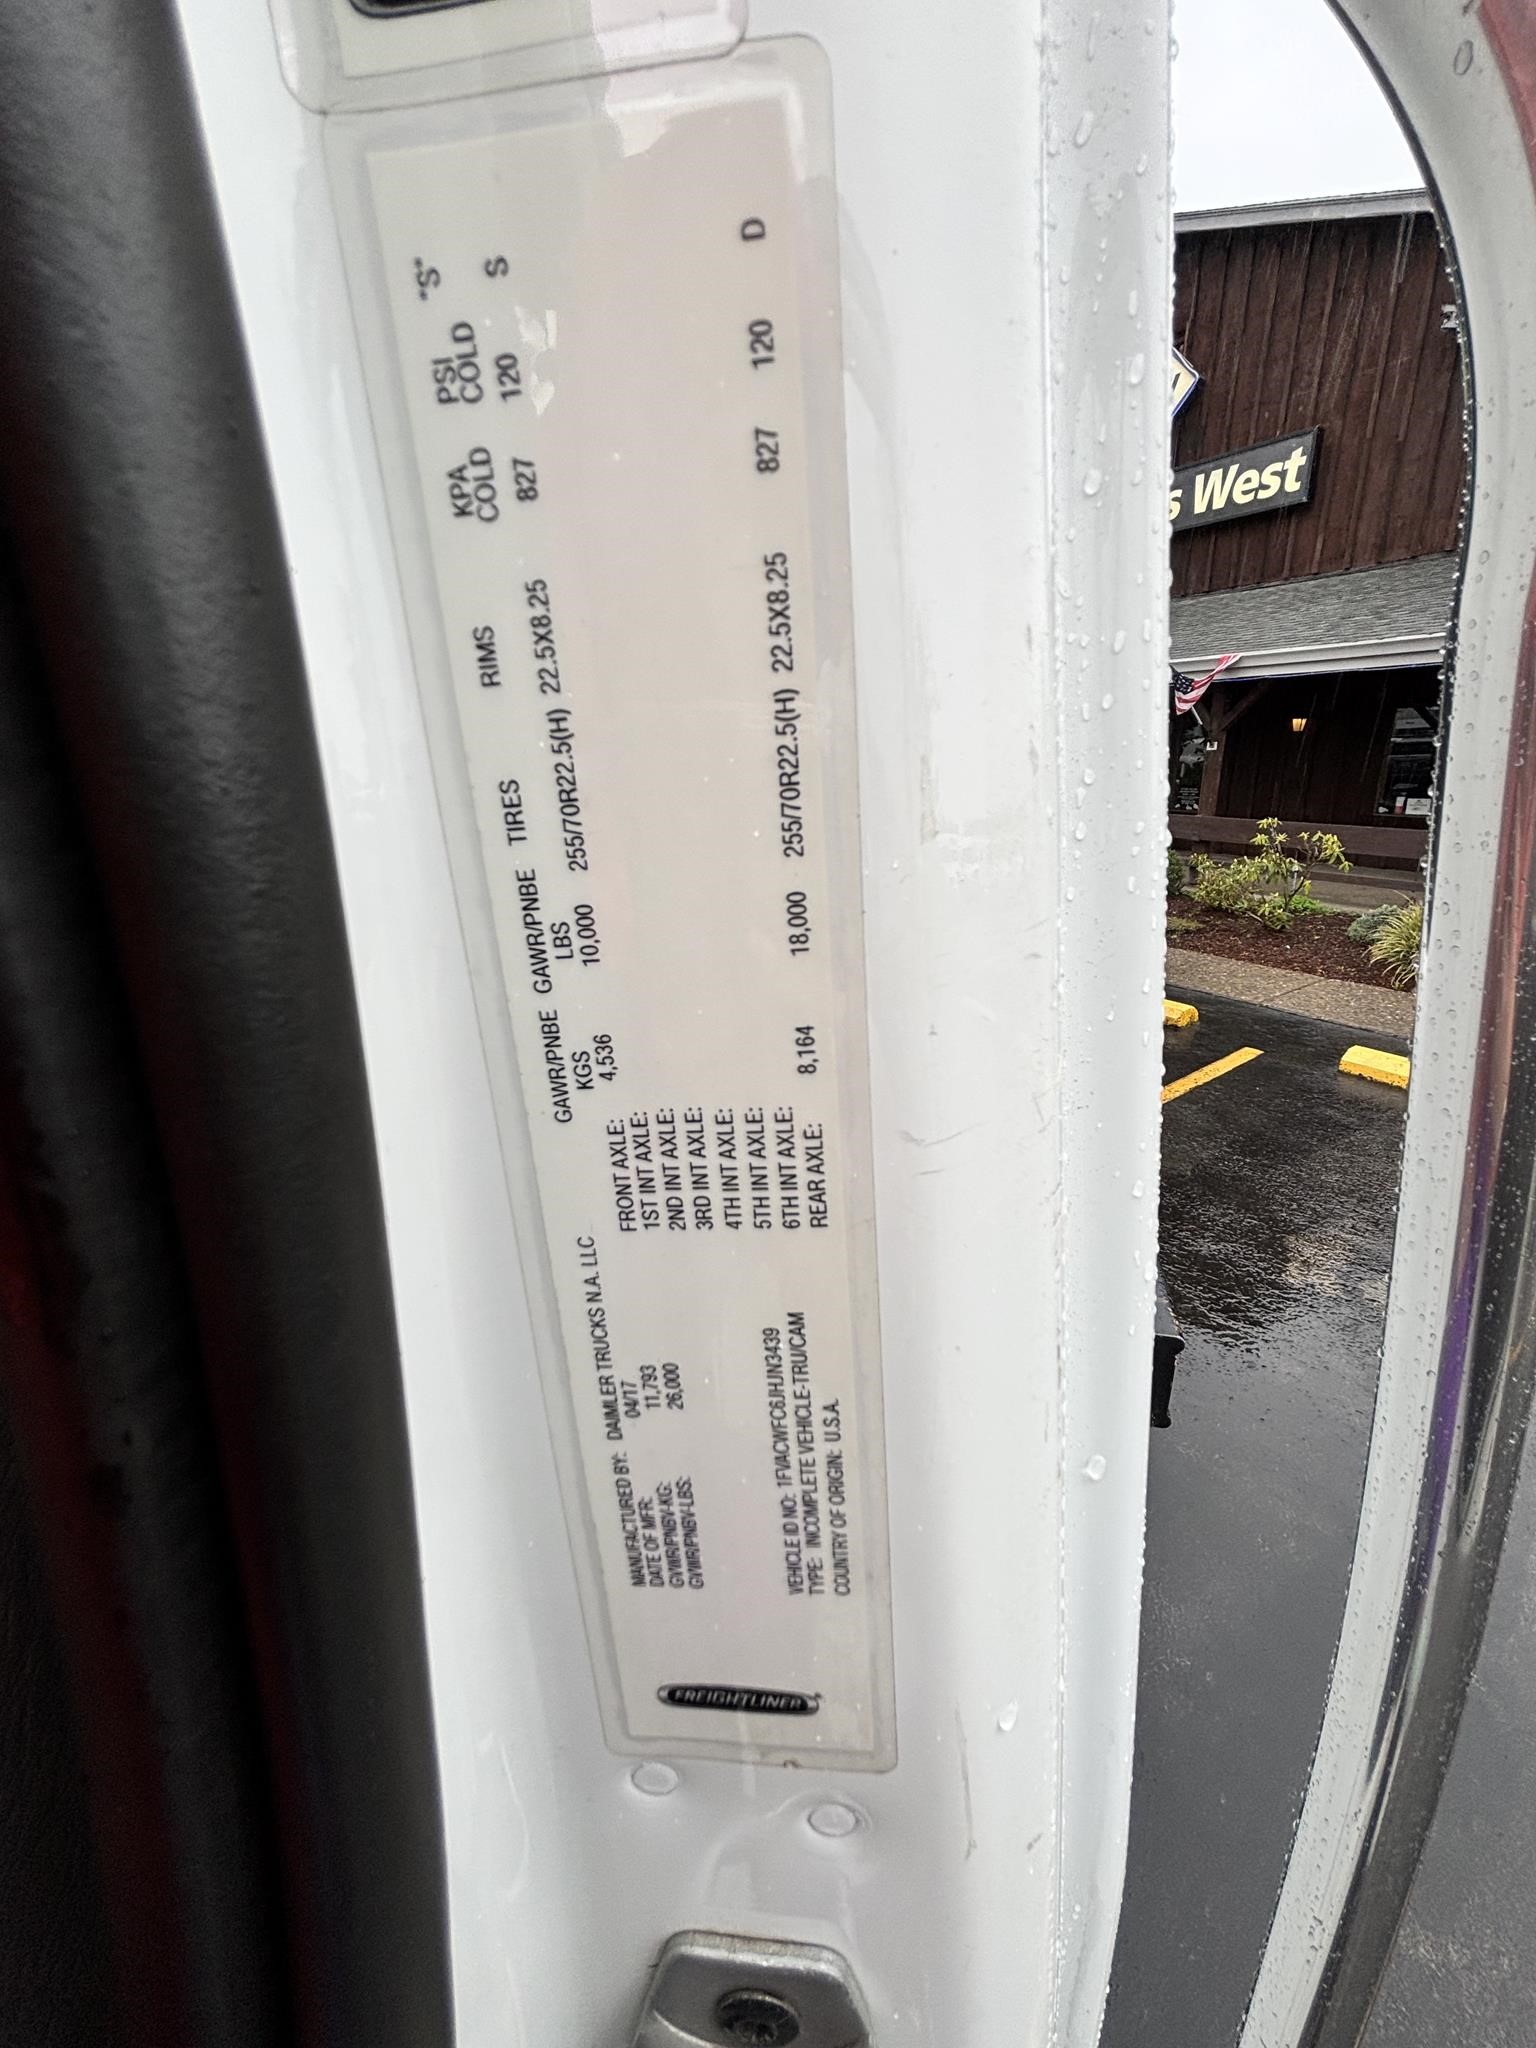 FREIGHTLINER
MANUFACTURED BY: DAIMLER TRUCKS N.A. LLC
DATE OF MFR: 04/17
GVWR/PNBV-KG: 11,793
GVWR/PNBV-LBS: 26,000
VEHICLE ID NO: 1FVACWFC6JHJN3439
TYPE: INCOMPLETE VEHICLE-TRU/CAM
COUNTRY OF ORIGIN: U.S.A.
GAWR/PNBE GAWR/PNBE TIRES RIMS KPA PSI "S"
KGS LBS COLD COLD
FRONT AXLE: 4,536 10,000 255/70R22.5(H) 22.5X8.25 827 120 S
1ST INT AXLE:
2ND INT AXLE:
3RD INT AXLE:
4TH INT AXLE:
5TH INT AXLE:
6TH INT AXLE:
REAR AXLE: 8,164 18,000 255/70R22.5(H) 22.5X8.25 827 120 D
s West